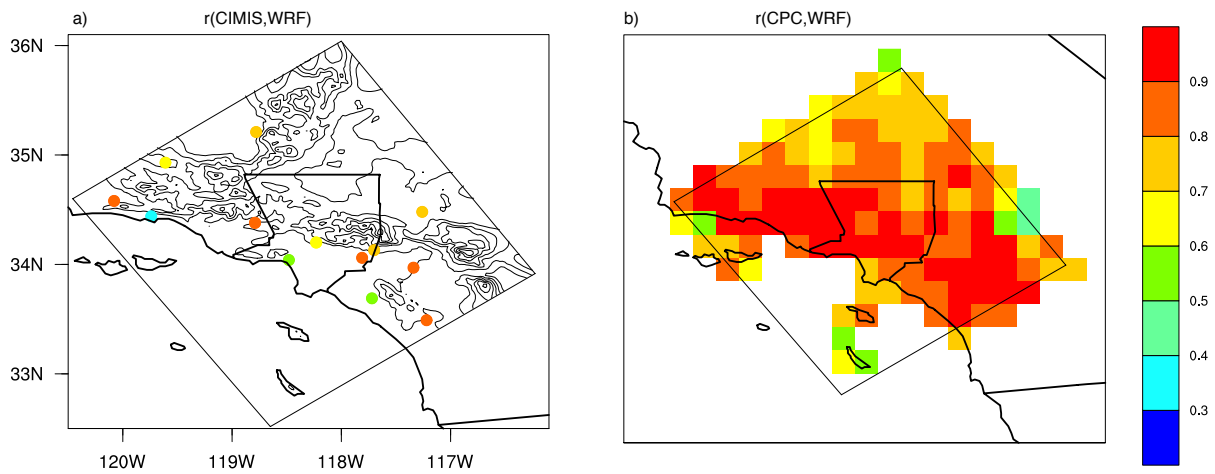 a) r(CIMIS,WRF)
b) r(CPC,WRF)
36N
35N
34N
33N
120W 119W 118W 117W
0.9
0.8
0.7
0.6
0.5
0.4
0.3